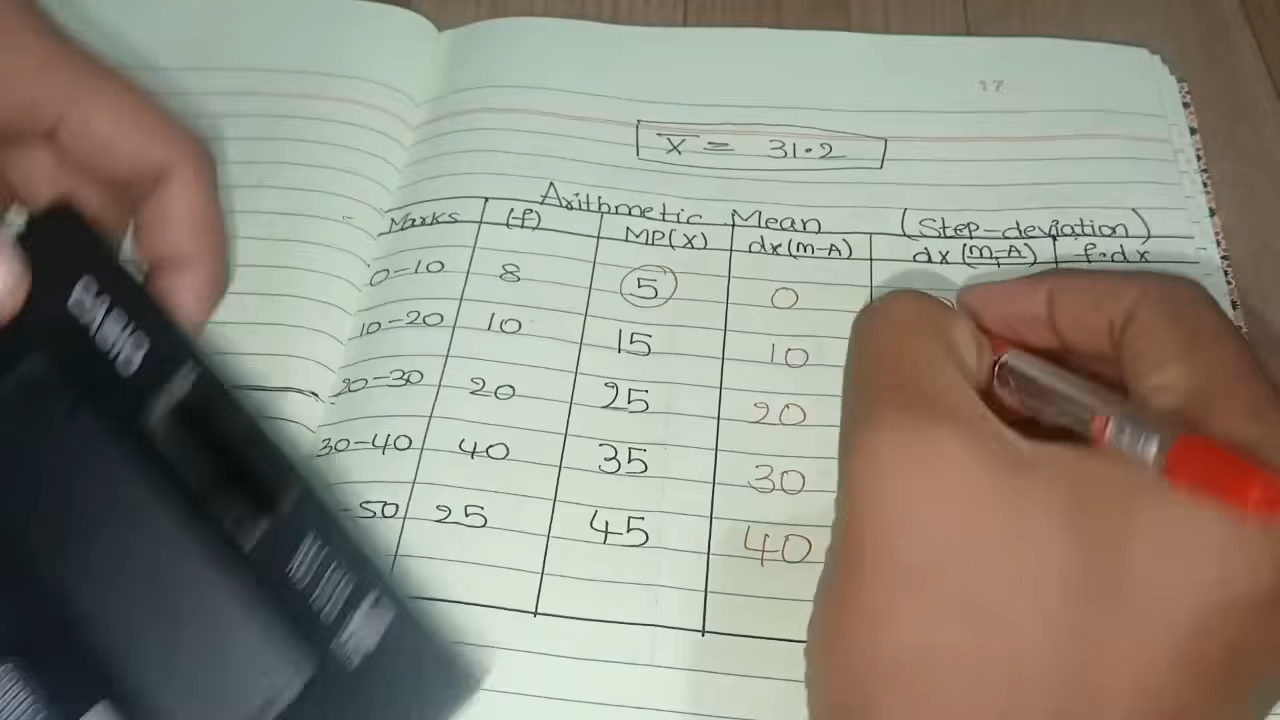 17
X̄ = 31.2
Arithmetic Mean (Step-deviation)
Marks (f) MP(X) dx(m-A) dx(m-A) f.dx
0-10 8 5 0
10-20 10 15 10
20-30 20 25 20
30-40 40 35 30
-50 25 45 40